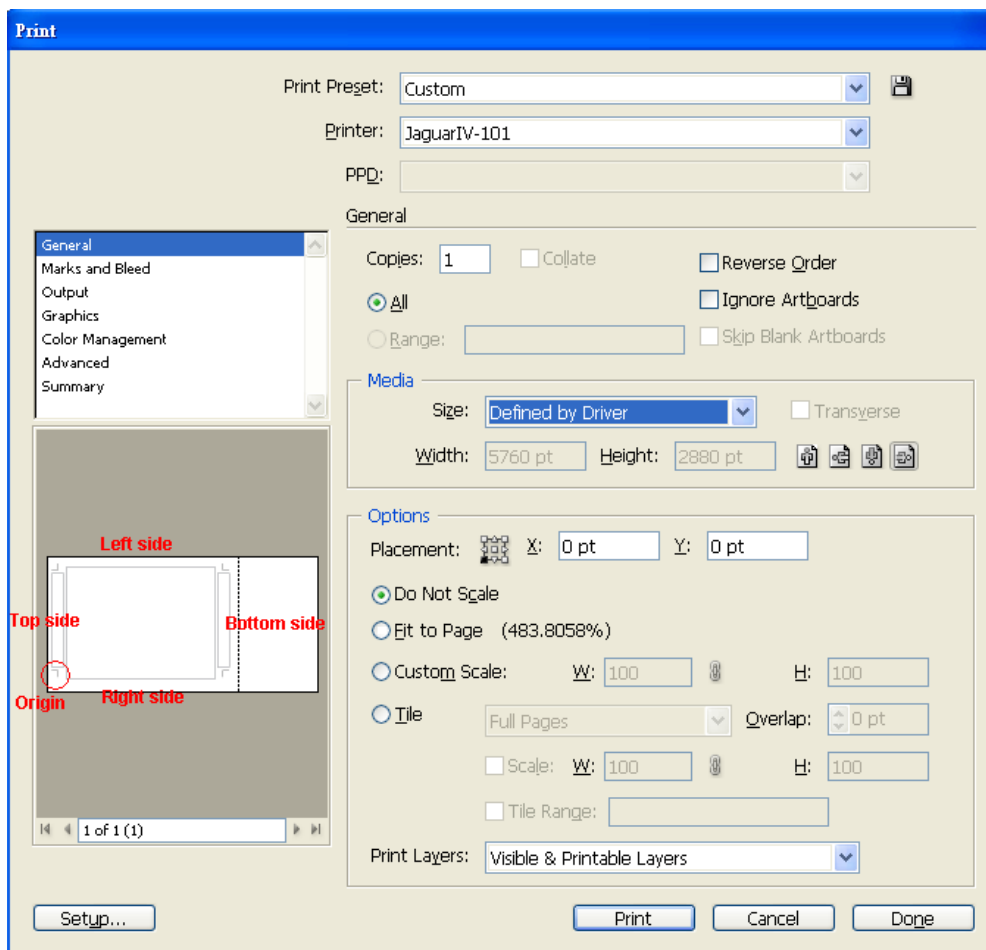 Print
Print Preset: Custom
Printer: JaguarIV-101
PPD:
General
Marks and Bleed
Output
Graphics
Color Management
Advanced
Summary
Left side
Top side
Bottom side
Origin
Right side
1 of 1 (1)
General
Copies: 1 Collate Reverse Order
All Ignore Artboards
Range: Skip Blank Artboards
Media
Size: Defined by Driver Transverse
Width: 5760 pt Height: 2880 pt
Options
Placement: X: 0 pt Y: 0 pt
Do Not Scale
Fit to Page (483.8058%)
Custom Scale: W: 100 H: 100
Tile Full Pages Overlap: 0 pt
Scale: W: 100 H: 100
Tile Range:
Print Layers: Visible & Printable Layers
Setup... Print Cancel Done